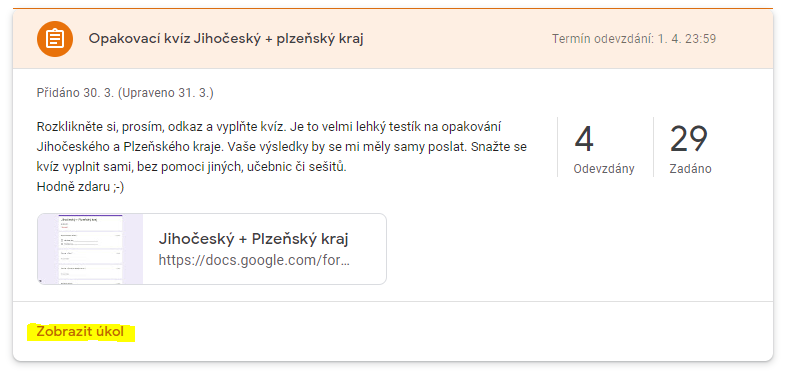 Opakovací kvíz Jihočeský + plzeňský kraj
Termín odevzdání: 1. 4. 23:59
Přidáno 30. 3. (Upraveno 31. 3.)
Rozklikněte si, prosím, odkaz a vyplňte kvíz. Je to velmi lehký testík na opakování
Jihočeského a Plzeňského kraje. Vaše výsledky by se mi měly samy poslat. Snažte se
kvíz vyplnit sami, bez pomoci jiných, učebnic či sešitů.
Hodně zdaru ;-)
4
Odevzdány
29
Zadáno
Jihočeský + Plzeňský kraj
https://docs.google.com/for...
Zobrazit úkol